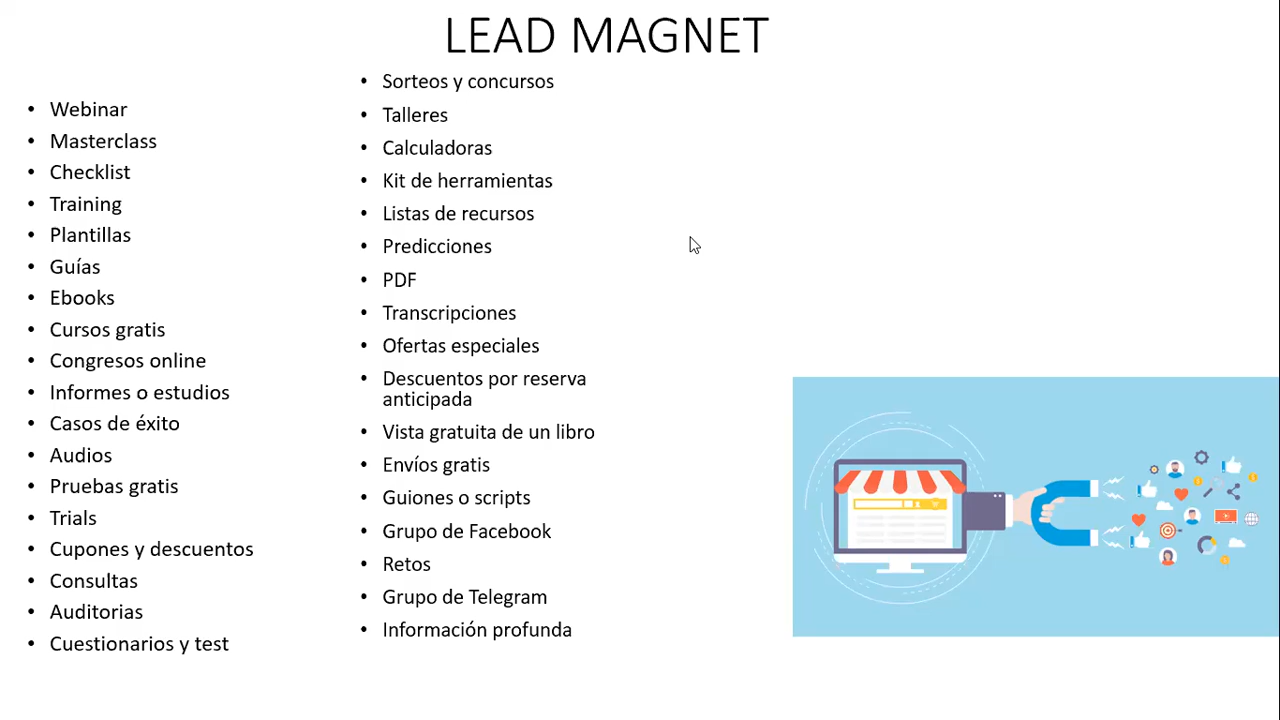 LEAD MAGNET
• Webinar
• Masterclass
• Checklist
• Training
• Plantillas
• Guías
• Ebooks
• Cursos gratis
• Congresos online
• Informes o estudios
• Casos de éxito
• Audios
• Pruebas gratis
• Trials
• Cupones y descuentos
• Consultas
• Auditorias
• Cuestionarios y test
• Sorteos y concursos
• Talleres
• Calculadoras
• Kit de herramientas
• Listas de recursos
• Predicciones
• PDF
• Transcripciones
• Ofertas especiales
• Descuentos por reserva
anticipada
• Vista gratuita de un libro
• Envíos gratis
• Guiones o scripts
• Grupo de Facebook
• Retos
• Grupo de Telegram
• Información profunda